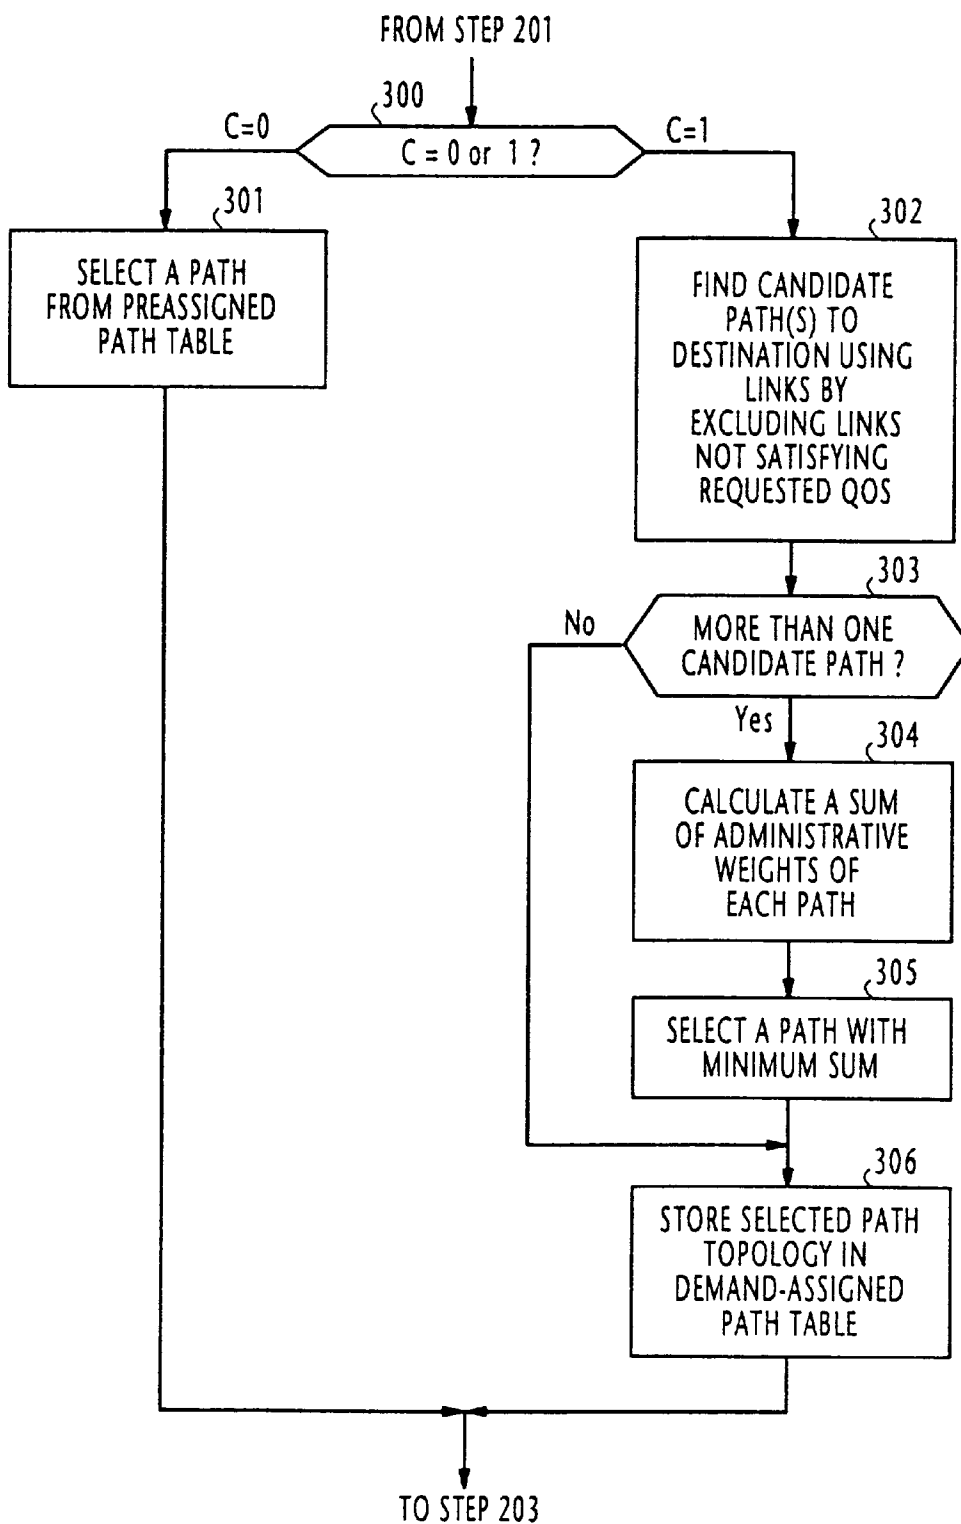 FROM STEP 201
300
C=0
C = 0 or 1 ?
C=1
301
SELECT A PATH
FROM PREASSIGNED
PATH TABLE
302
FIND CANDIDATE
PATH(S) TO
DESTINATION USING
LINKS BY
EXCLUDING LINKS
NOT SATISFYING
REQUESTED QOS
303
No
MORE THAN ONE
CANDIDATE PATH ?
Yes
304
CALCULATE A SUM
OF ADMINISTRATIVE
WEIGHTS OF
EACH PATH
305
SELECT A PATH WITH
MINIMUM SUM
306
STORE SELECTED PATH
TOPOLOGY IN
DEMAND-ASSIGNED
PATH TABLE
TO STEP 203